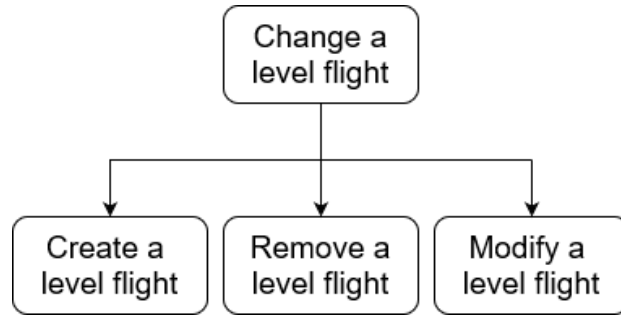 Change a
level flight
Create a
level flight
Remove a
level flight
Modify a
level flight